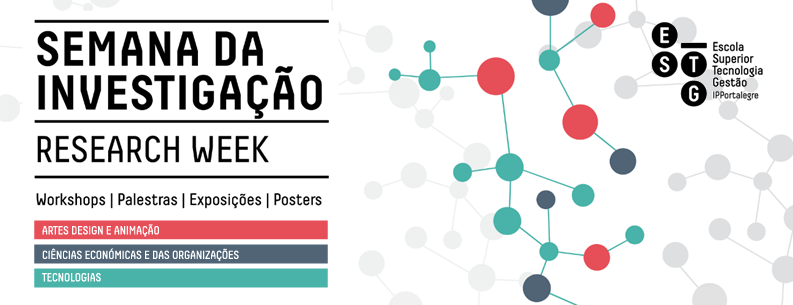 SEMANA DA
INVESTIGAÇÃO
RESEARCH WEEK
Workshops | Palestras | Exposições | Posters
ARTES DESIGN E ANIMAÇÃO
CIÊNCIAS ECONÓMICAS E DAS ORGANIZAÇÕES
TECNOLOGIAS
E
S T
G
Escola
Superior
Tecnologia
Gestão
IPPortalegre